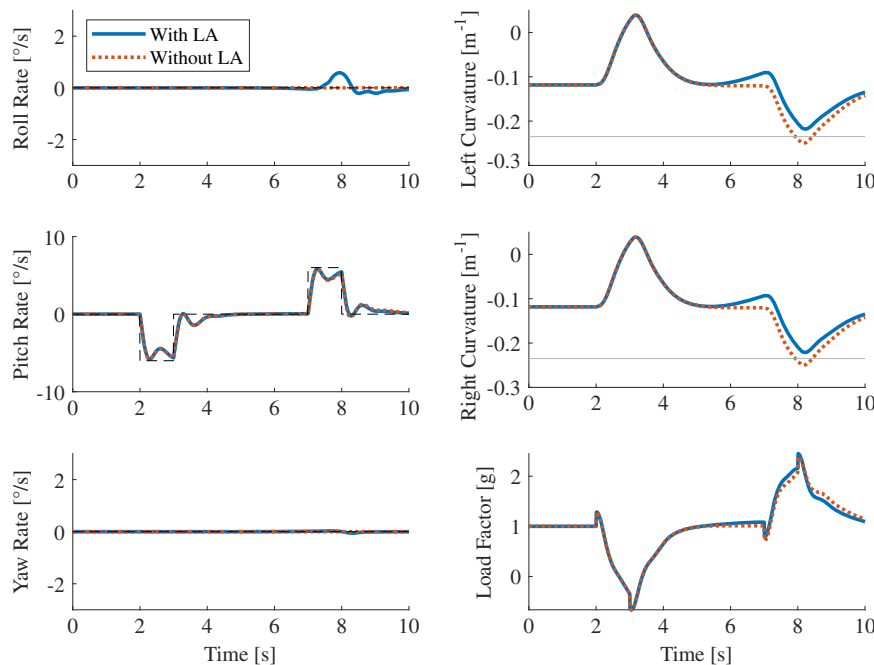 With LA
Without LA
Roll Rate [°/s]
2
0
-2
0 2 4 6 8 10
Left Curvature [m-1]
0
-0.1
-0.2
-0.3
0 2 4 6 8 10
Pitch Rate [°/s]
10
0
-10
0 2 4 6 8 10
Right Curvature [m-1]
0
-0.1
-0.2
-0.3
0 2 4 6 8 10
Yaw Rate [°/s]
2
0
-2
0 2 4 6 8 10
Time [s]
Load Factor [g]
2
1
0
0 2 4 6 8 10
Time [s]